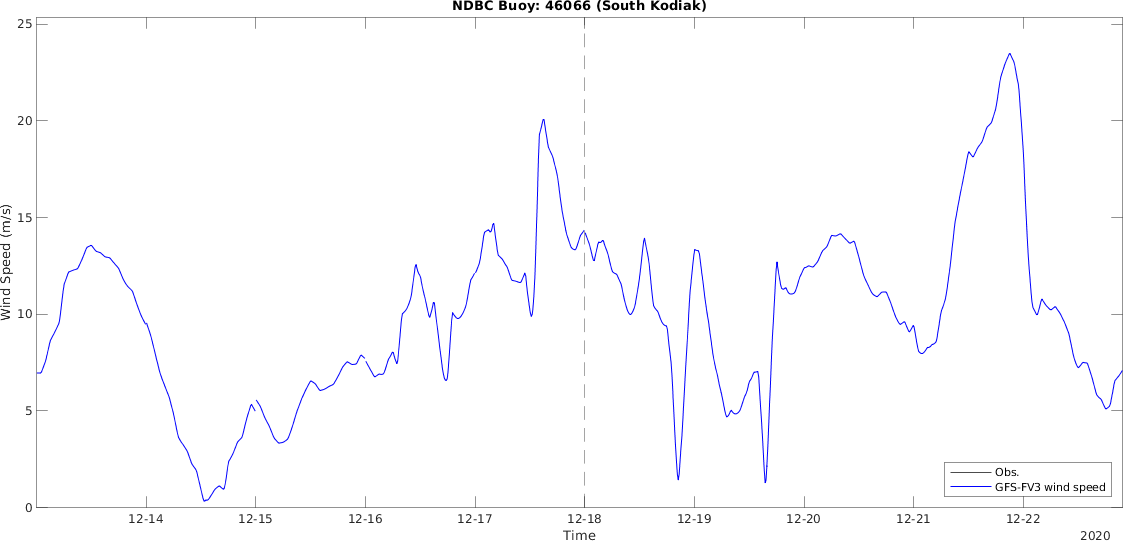 NDBC Buoy: 46066 (South Kodiak)
25
20
15
10
5
0
Wind Speed (m/s)
12-14 12-15 12-16 12-17 12-18 12-19 12-20 12-21 12-22
Time
2020
Obs.
GFS-FV3 wind speed